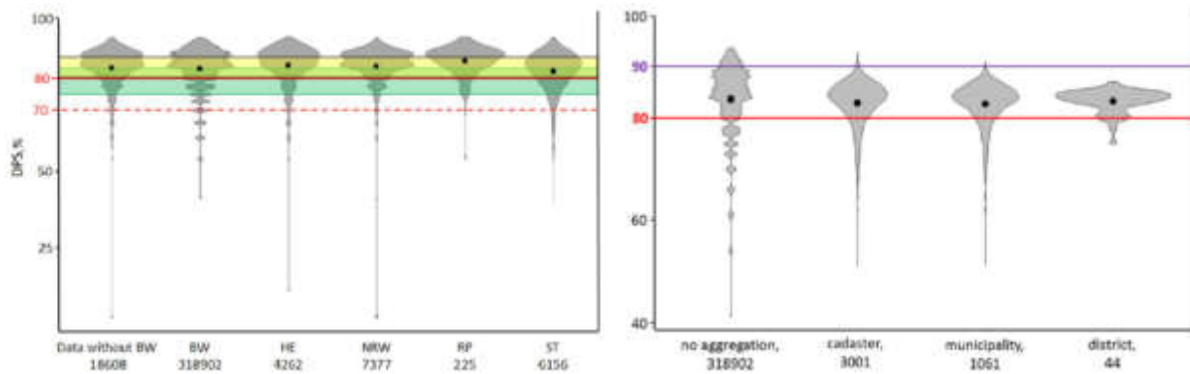 100
80
70
50
25
DPS,%
Data without BW BW HE NRW RP ST
18608 318902 4262 7377 225 6156
100
90
80
60
40
no aggregation, cadaster, municipality, district,
318902 3001 1061 44